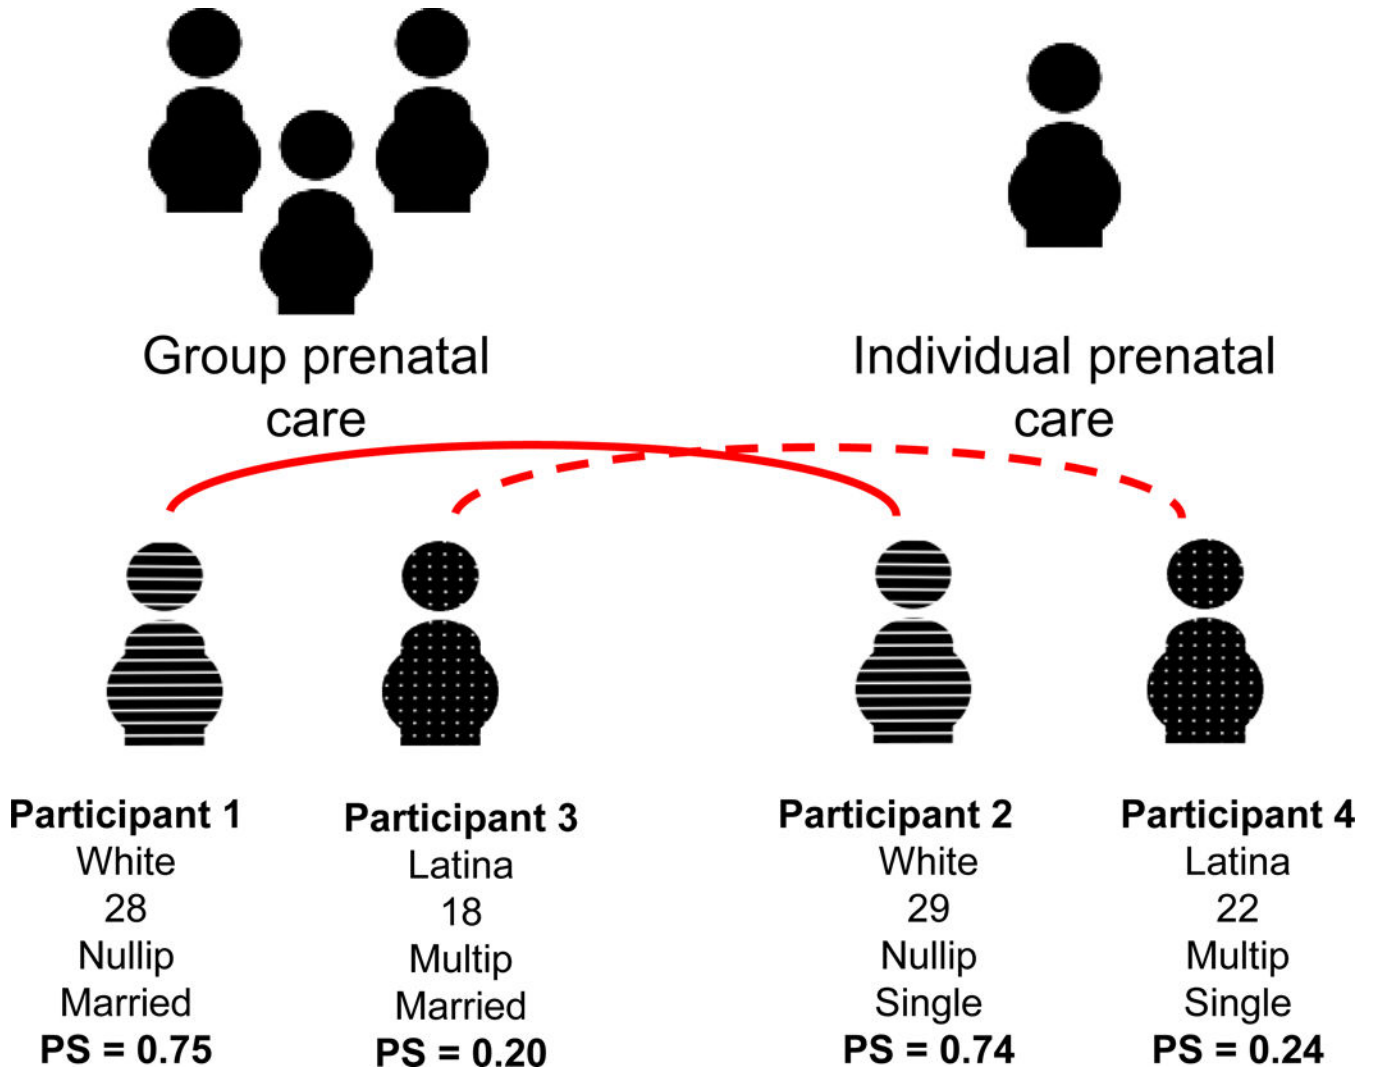 Group prenatal
care
Individual prenatal
care
Participant 1
White
28
Nullip
Married
PS = 0.75
Participant 3
Latina
18
Multip
Married
PS = 0.20
Participant 2
White
29
Nullip
Single
PS = 0.74
Participant 4
Latina
22
Multip
Single
PS = 0.24